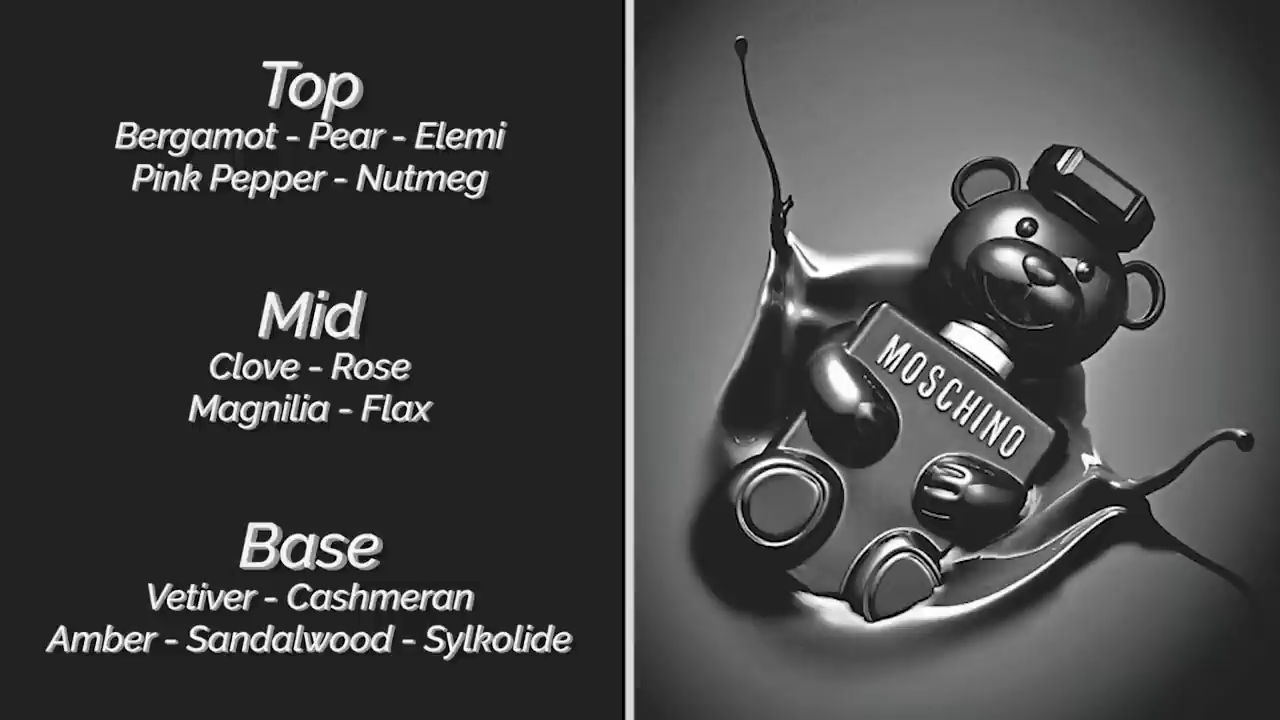 Top
Bergamot - Pear - Elemi
Pink Pepper - Nutmeg
Mid
Clove - Rose
Magnilia - Flax
Base
Vetiver - Cashmeran
Amber - Sandalwood - Sylkolide
MOSCHINO